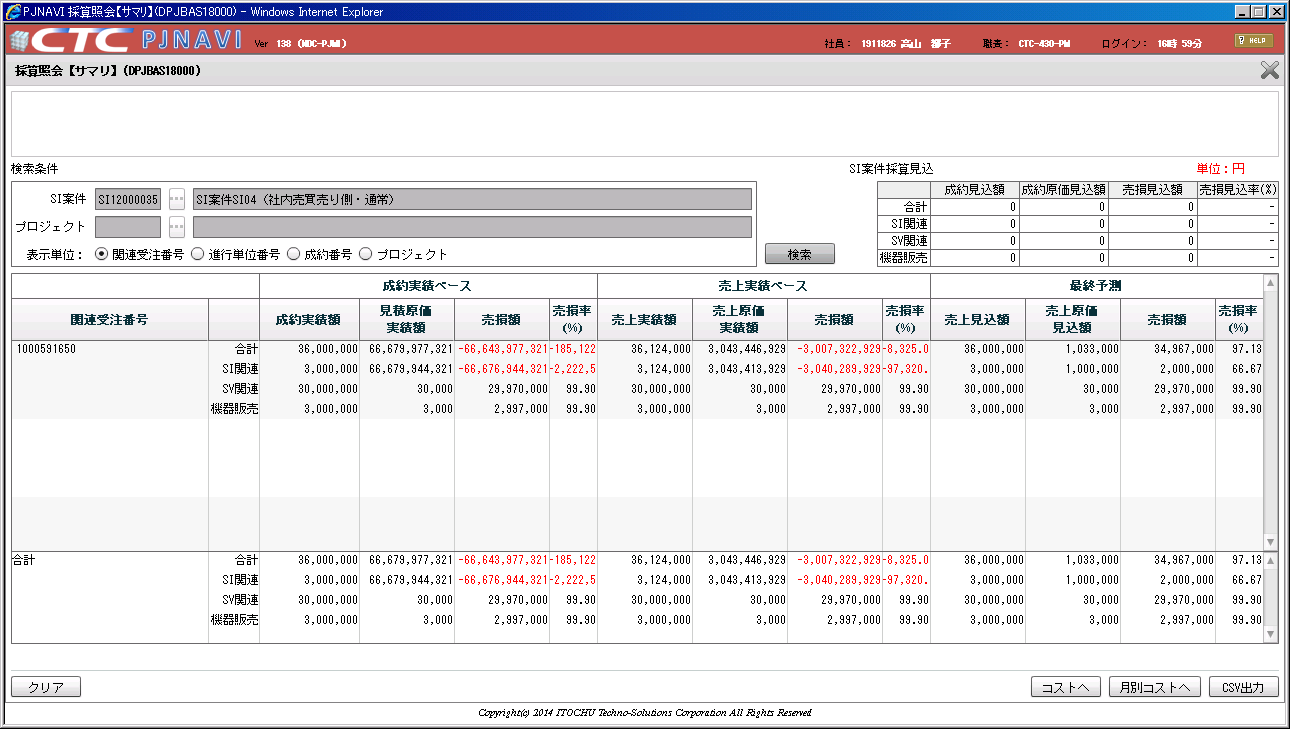 PJNAVI 採算照会【サマリ】(DPJBAS18000) - Windows Internet Explorer
CTC PJNAVI Ver 138 (NDC-PJM) 社員： 1911826 高山 都子 職責： CTC-430-PM ログイン： 16時 59分 ? HELP
採算照会【サマリ】(DPJBAS18000)
検索条件
SI案件 SI12000035 ... SI案件SI04（社内売買売り側・通常）
プロジェクト ...
表示単位： 関連受注番号 進行単位番号 成約番号 プロジェクト
検索
SI案件採算見込 単位：円
成約見込額 成約原価見込額 売損見込額 売損見込率(%)
合計 0 0 0 -
SI関連 0 0 0 -
SV関連 0 0 0 -
機器販売 0 0 0 -
成約実績ベース 売上実績ベース 最終予測
関連受注番号 成約実績額 見積原価実績額 売損額 売損率(%) 売上実績額 売上原価実績額 売損額 売損率(%) 売上見込額 売上原価見込額 売損額 売損率(%)
1000591650 合計 36,000,000 66,679,977,321 -66,643,977,321 -185,122 36,124,000 3,043,446,929 -3,007,322,929 -8,325.0 36,000,000 1,033,000 34,967,000 97.13
SI関連 3,000,000 66,679,944,321 -66,676,944,321 -2,222,5 3,124,000 3,043,413,929 -3,040,289,929 -97,320. 3,000,000 1,000,000 2,000,000 66.67
SV関連 30,000,000 30,000 29,970,000 99.90 30,000,000 30,000 29,970,000 99.90 30,000,000 30,000 29,970,000 99.90
機器販売 3,000,000 3,000 2,997,000 99.90 3,000,000 3,000 2,997,000 99.90 3,000,000 3,000 2,997,000 99.90
合計 合計 36,000,000 66,679,977,321 -66,643,977,321 -185,122 36,124,000 3,043,446,929 -3,007,322,929 -8,325.0 36,000,000 1,033,000 34,967,000 97.13
SI関連 3,000,000 66,679,944,321 -66,676,944,321 -2,222,5 3,124,000 3,043,413,929 -3,040,289,929 -97,320. 3,000,000 1,000,000 2,000,000 66.67
SV関連 30,000,000 30,000 29,970,000 99.90 30,000,000 30,000 29,970,000 99.90 30,000,000 30,000 29,970,000 99.90
機器販売 3,000,000 3,000 2,997,000 99.90 3,000,000 3,000 2,997,000 99.90 3,000,000 3,000 2,997,000 99.90
クリア コストへ 月別コストへ CSV出力
Copyright(c) 2014 ITOCHU Techno-Solutions Corporation All Rights Reserved